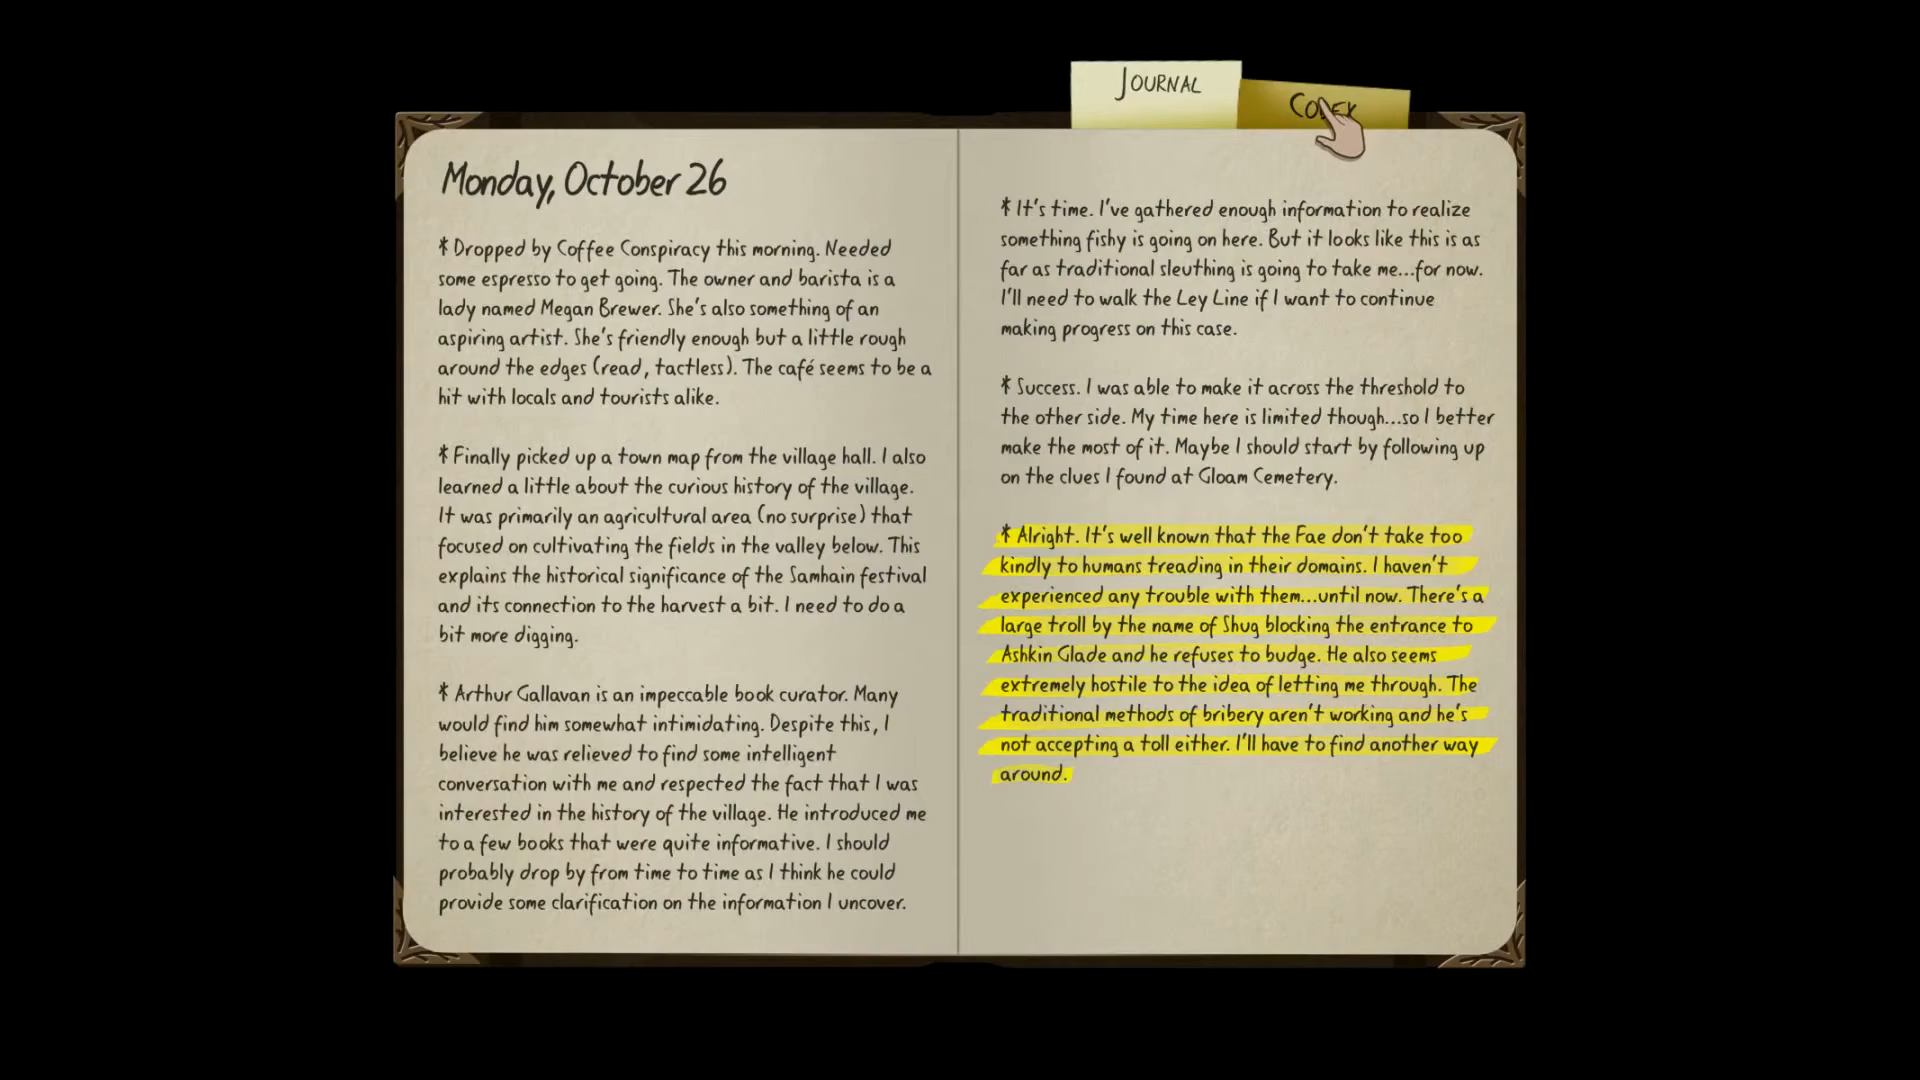 JOURNAL
CODEX
Monday, October 26
* Dropped by Coffee Conspiracy this morning. Needed
some espresso to get going. The owner and barista is a
lady named Megan Brewer. She's also something of an
aspiring artist. She's friendly enough but a little rough
around the edges (read, tactless). The café seems to be a
hit with locals and tourists alike.
* Finally picked up a town map from the village hall. I also
learned a little about the curious history of the village.
It was primarily an agricultural area (no surprise) that
focused on cultivating the fields in the valley below. This
explains the historical significance of the Samhain festival
and its connection to the harvest a bit. I need to do a
bit more digging.
* Arthur Gallavan is an impeccable book curator. Many
would find him somewhat intimidating. Despite this, I
believe he was relieved to find some intelligent
conversation with me and respected the fact that I was
interested in the history of the village. He introduced me
to a few books that were quite informative. I should
probably drop by from time to time as I think he could
provide some clarification on the information I uncover.
* It's time. I've gathered enough information to realize
something fishy is going on here. But it looks like this is as
far as traditional sleuthing is going to take me...for now.
I'll need to walk the Ley Line if I want to continue
making progress on this case.
* Success. I was able to make it across the threshold to
the other side. My time here is limited though...so I better
make the most of it. Maybe I should start by following up
on the clues I found at Gloam Cemetery.
* Alright. It's well known that the Fae don't take too
kindly to humans treading in their domains. I haven't
experienced any trouble with them...until now. There's a
large troll by the name of Shug blocking the entrance to
Ashkin Glade and he refuses to budge. He also seems
extremely hostile to the idea of letting me through. The
traditional methods of bribery aren't working and he's
not accepting a toll either. I'll have to find another way
around.